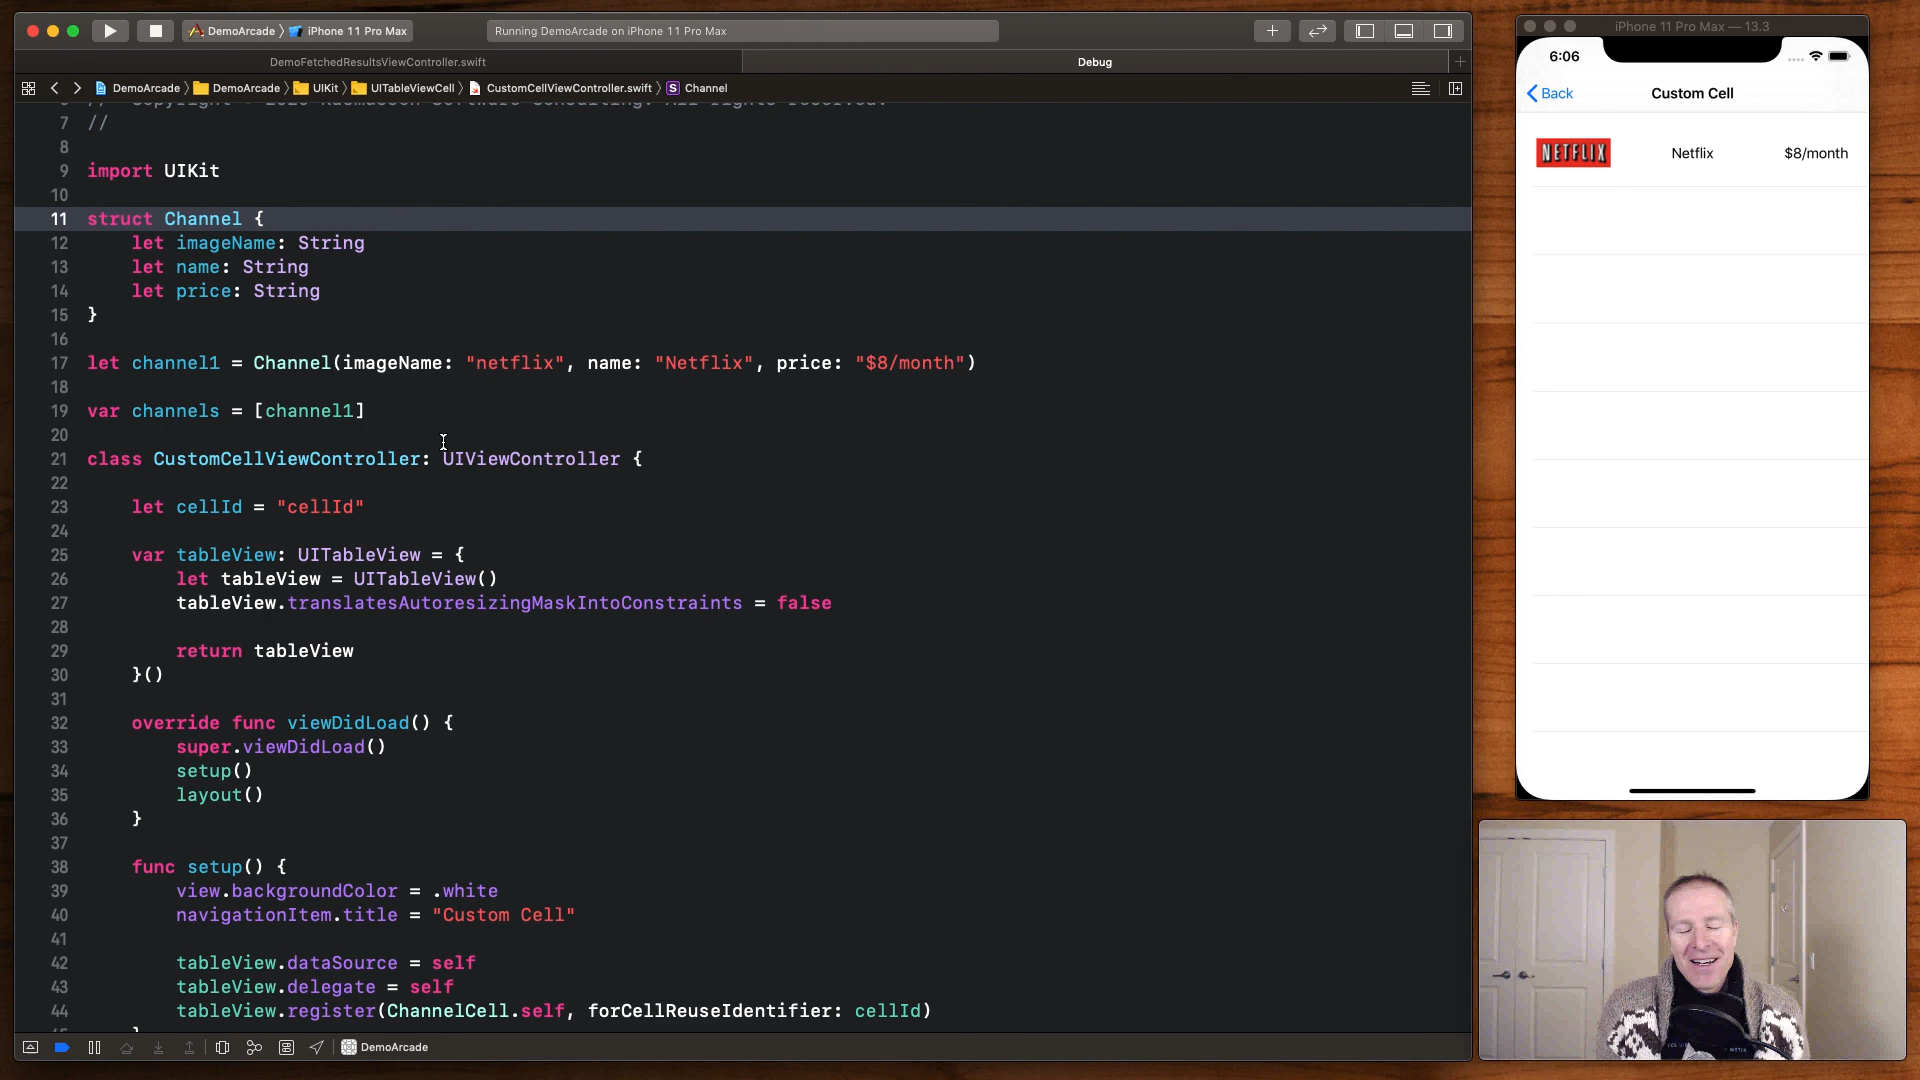 DemoArcade
iPhone 11 Pro Max
Running DemoArcade on iPhone 11 Pro Max
DemoFetchedResultsViewController.swift
Debug
DemoArcade
DemoArcade
UIKit
UITableViewCell
CustomCellViewController.swift
S
Channel
7 //
8
9 import UIKit
10
11 struct Channel {
12 let imageName: String
13 let name: String
14 let price: String
15 }
16
17 let channel1 = Channel(imageName: "netflix", name: "Netflix", price: "$8/month")
18
19 var channels = [channel1]
20
21 class CustomCellViewController: UIViewController {
22
23 let cellId = "cellId"
24
25 var tableView: UITableView = {
26 let tableView = UITableView()
27 tableView.translatesAutoresizingMaskIntoConstraints = false
28
29 return tableView
30 }()
31
32 override func viewDidLoad() {
33 super.viewDidLoad()
34 setup()
35 layout()
36 }
37
38 func setup() {
39 view.backgroundColor = .white
40 navigationItem.title = "Custom Cell"
41
42 tableView.dataSource = self
43 tableView.delegate = self
44 tableView.register(ChannelCell.self, forCellReuseIdentifier: cellId)
DemoArcade
iPhone 11 Pro Max — 13.3
6:06
Back
Custom Cell
NETFLIX
Netflix
$8/month